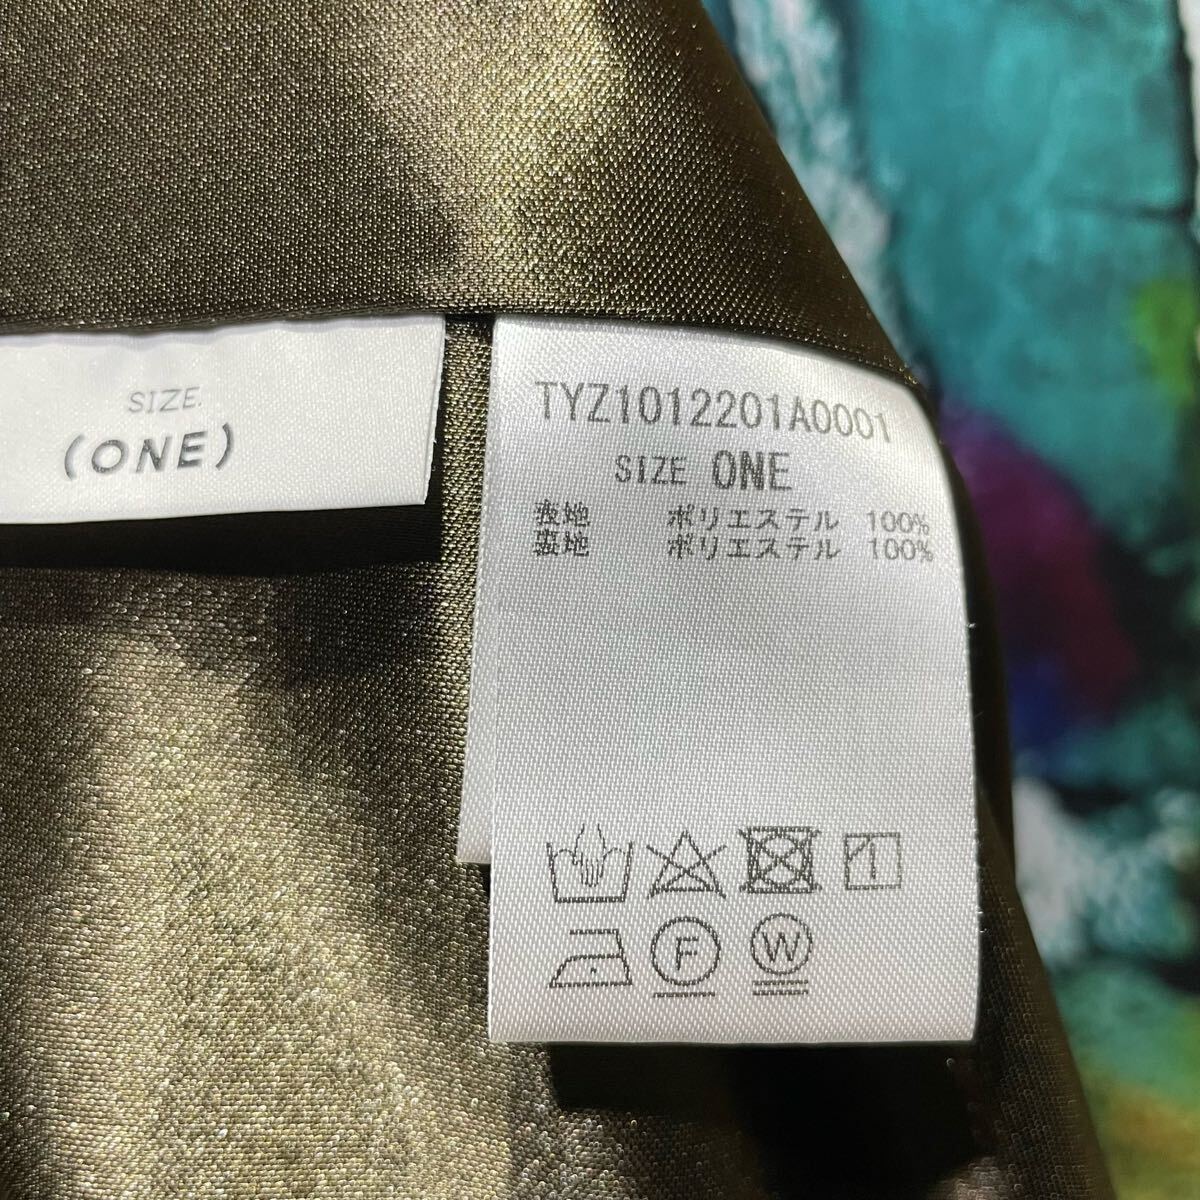 SIZE.
(ONE)
TYZ1012201A0001
SIZE ONE
表地 ポリエステル 100%
裏地 ポリエステル 100%
1
F
W